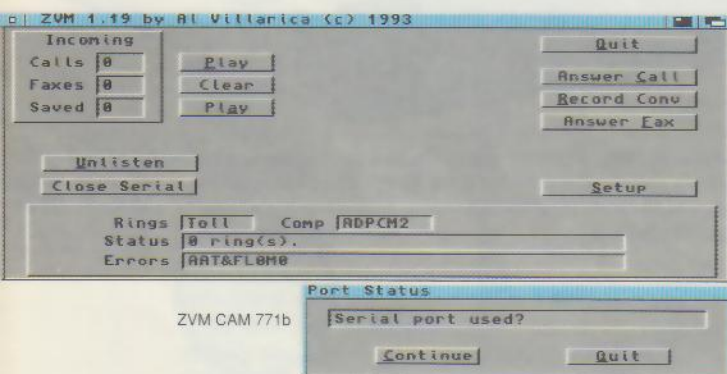 ZVM 1.19 by Al Villarica (c) 1993
Incoming
Calls 0 Play
Faxes 0 Clear
Saved 0 Play
Quit
Answer Call
Record Conv
Answer Fax
Unlisten
Close Serial
Setup
Rings Toll Comp ADPCM2
Status 0 ring(s).
Errors AAT&FL0M0
Port Status
Serial port used?
Continue Quit
ZVM CAM 771b